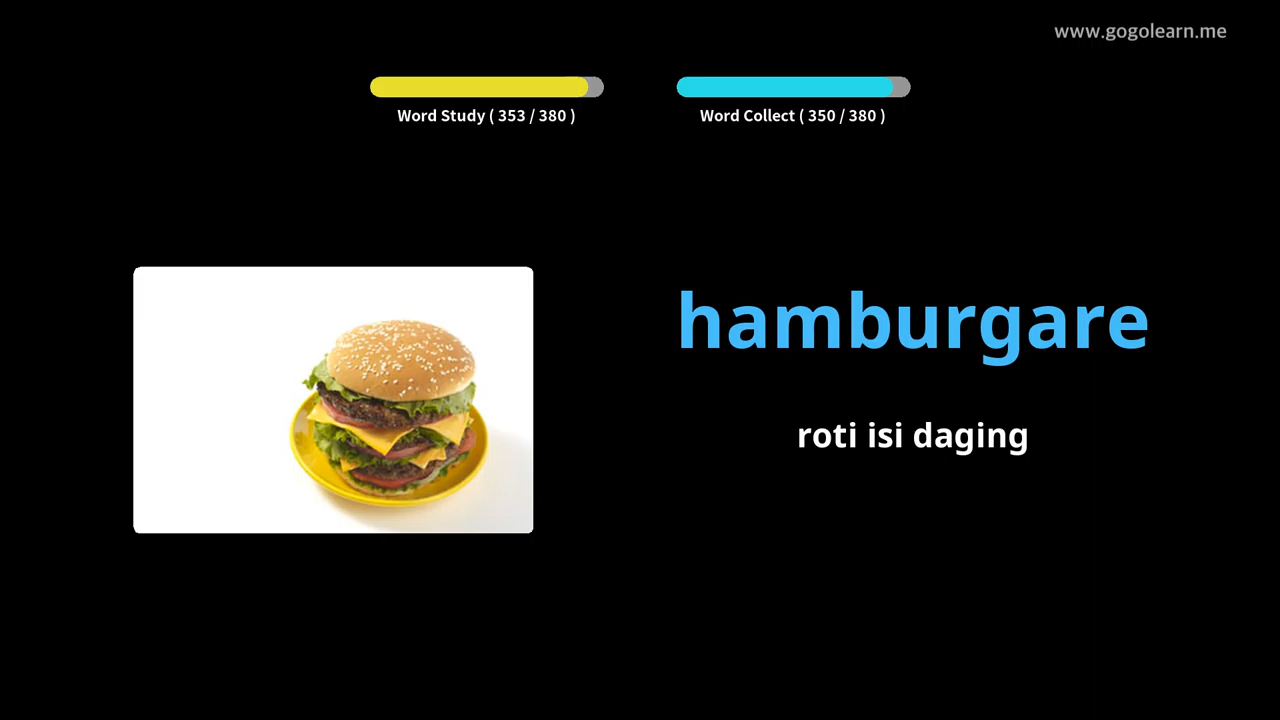 www.gogolearn.me
Word Study ( 353 / 380 )
Word Collect ( 350 / 380 )
hamburgare
roti isi daging